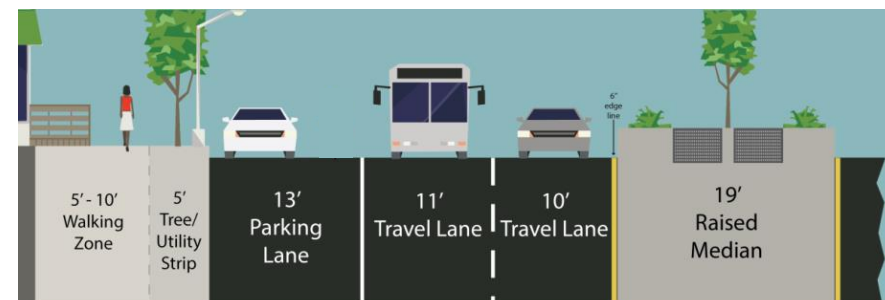 5' - 10'
Walking
Zone
5'
Tree/
Utility
Strip
13'
Parking
Lane
11'
Travel Lane
10'
Travel Lane
6"
edge
line
19'
Raised
Median